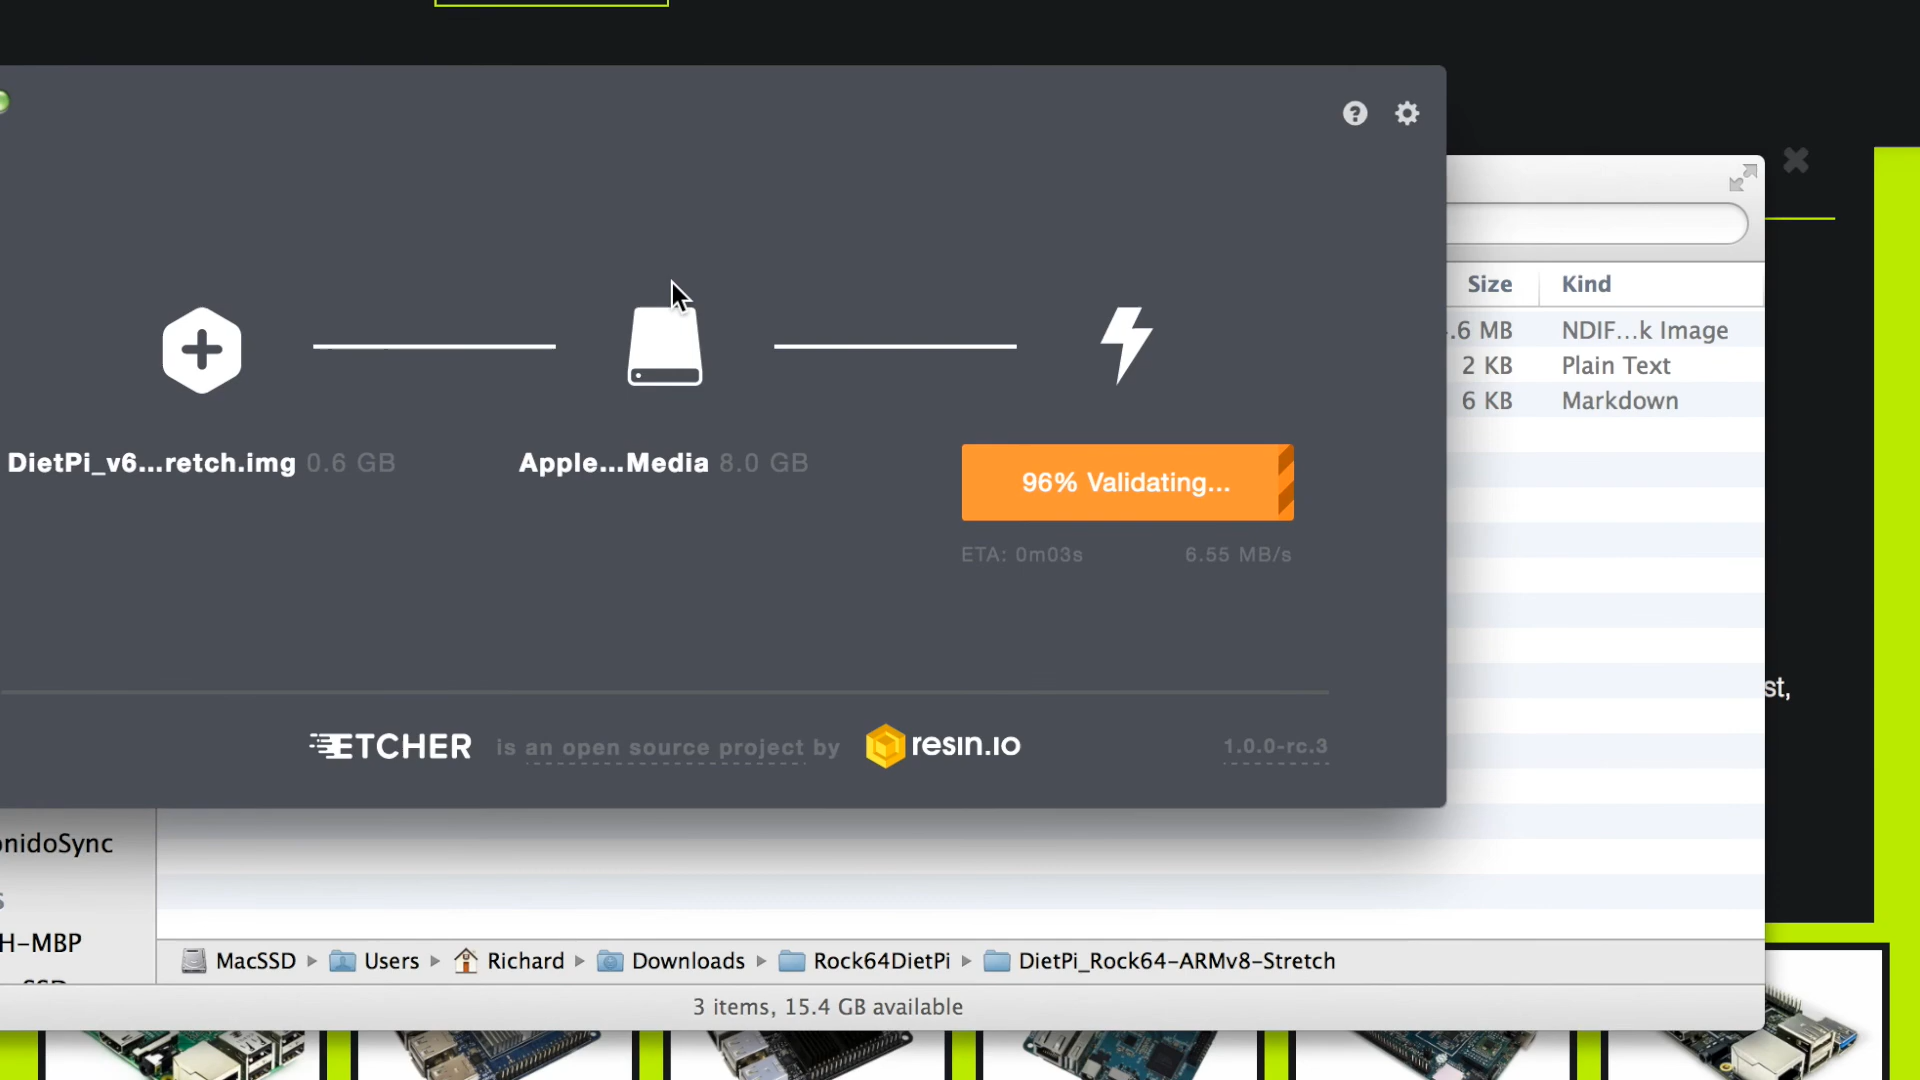 Size Kind
.6 MB NDIF...k Image
2 KB Plain Text
6 KB Markdown
DietPi_v6...retch.img 0.6 GB
Apple...Media 8.0 GB
96% Validating...
ETA: 0m03s 6.55 MB/s
st,
ETCHER is an open source project by resin.io 1.0.0-rc.3
onidoSync
H-MBP
MacSSD ▸ Users ▸ Richard ▸ Downloads ▸ Rock64DietPi ▸ DietPi_Rock64-ARMv8-Stretch
3 items, 15.4 GB available